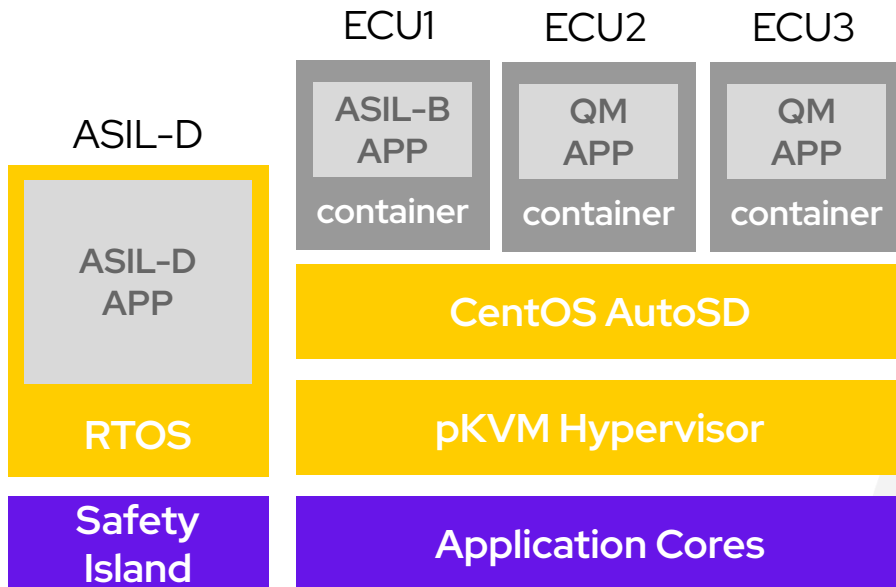 ECU1
ECU2
ECU3
ASIL-D
ASIL-B
APP
container
QM
APP
container
QM
APP
container
ASIL-D
APP
RTOS
CentOS AutoSD
pKVM Hypervisor
Safety
Island
Application Cores